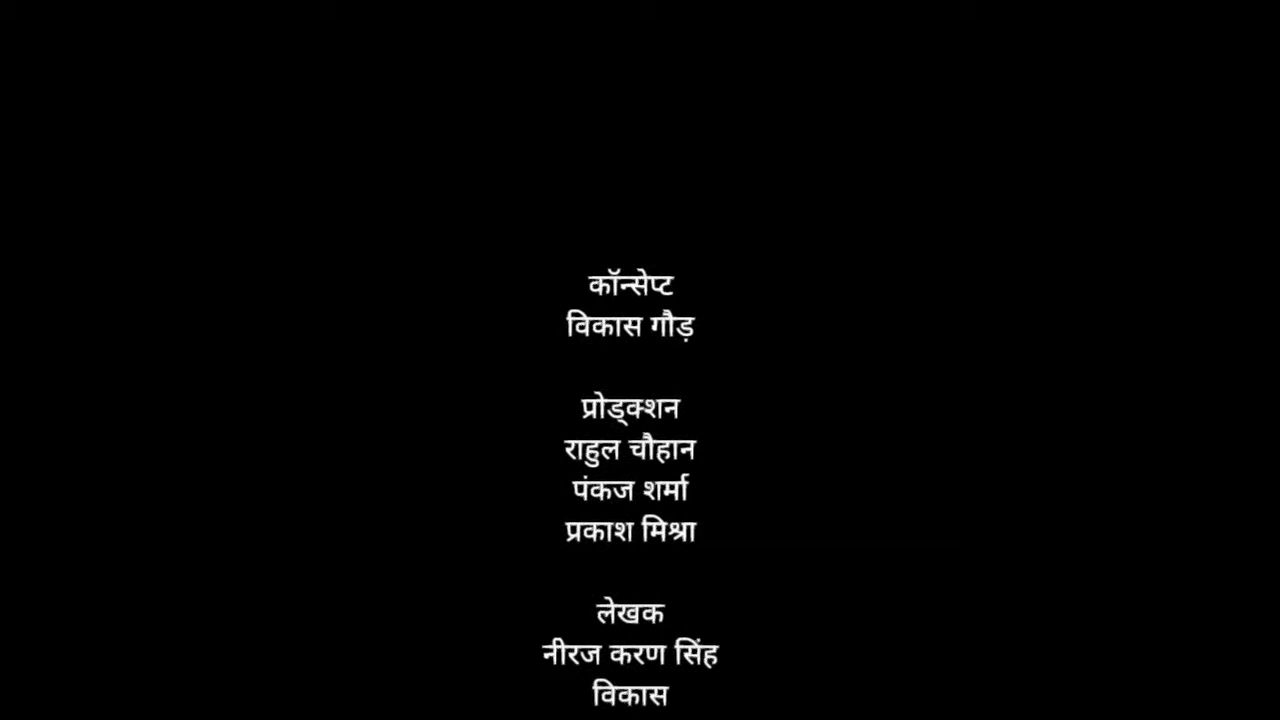 कॉन्सेप्ट
विकास गौड़
प्रोड्क्शन
राहुल चौहान
पंकज शर्मा
प्रकाश मिश्रा
लेखक
नीरज करण सिंह
विकास